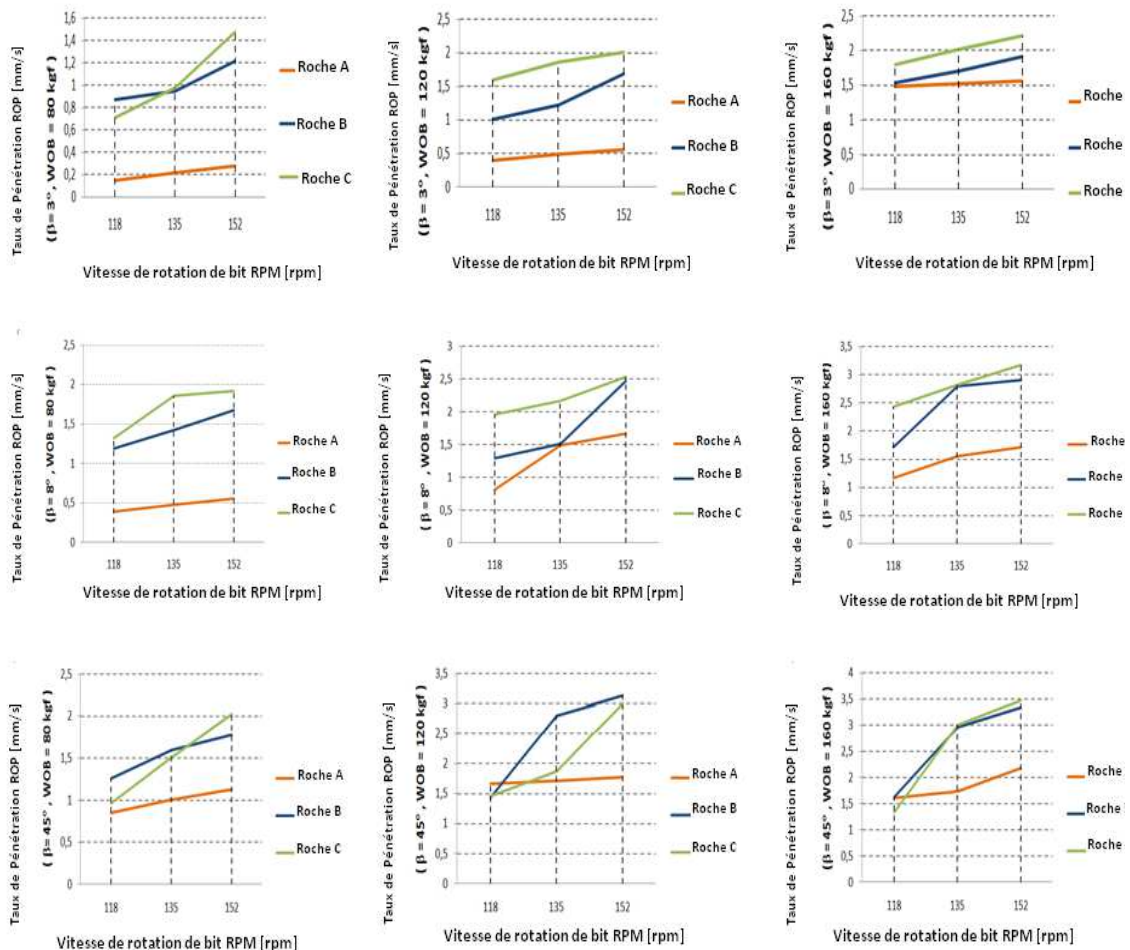 Taux de Pénétration ROP [mm/s]
(β= 3°, WOB = 80 kgf )
1,6
1,4
1,2
1
0,8
0,6
0,4
0,2
0
118 135 152
Vitesse de rotation de bit RPM [rpm]
Roche A
Roche B
Roche C
Taux de Pénétration ROP [mm/s]
(β= 3°, WOB = 120 kgf )
2,5
2
1,5
1
0,5
0
118 135 152
Vitesse de rotation de bit RPM [rpm]
Roche A
Roche B
Roche C
Taux de Pénétration ROP [mm/s]
(β= 3°, WOB = 160 kgf )
2,5
2
1,5
1
0,5
0
118 135 152
Vitesse de rotation de bit RPM [rpm]
Roche
Roche
Roche
Taux de Pénétration ROP [mm/s]
(β= 8° , WOB = 80 kgf )
2,5
2
1,5
1
0,5
0
118 135 152
Vitesse de rotation de bit RPM [rpm]
Roche A
Roche B
Roche C
Taux de Pénétration ROP [mm/s]
( β= 8° , WOB = 120 kgf )
3
2,5
2
1,5
1
0,5
0
118 135 152
Vitesse de rotation de bit RPM [rpm]
Roche A
Roche B
Roche C
Taux de Pénétration ROP [mm/s]
( β= 8° , WOB = 160 kgf)
3,5
3
2,5
2
1,5
1
0,5
0
118 135 152
Vitesse de rotation de bit RPM [rpm]
Roche
Roche
Roche
Taux de Pénétration ROP [mm/s]
( β= 45° , WOB = 80 kgf )
2,5
2
1,5
1
0,5
0
118 135 152
Vitesse de rotation de bit RPM [rpm]
Roche A
Roche B
Roche C
Taux de Pénétration ROP [mm/s]
( β= 45° , WOB = 120 kgf )
3,5
3
2,5
2
1,5
1
0,5
0
118 135 152
Vitesse de rotation de bit RPM [rpm]
Roche A
Roche B
Roche C
Taux de Pénétration ROP [mm/s]
(β= 45° , WOB = 160 kgf )
4
3,5
3
2,5
2
1,5
1
0,5
0
118 135 152
Vitesse de rotation de bit RPM [rpm]
Roche
Roche
Roche